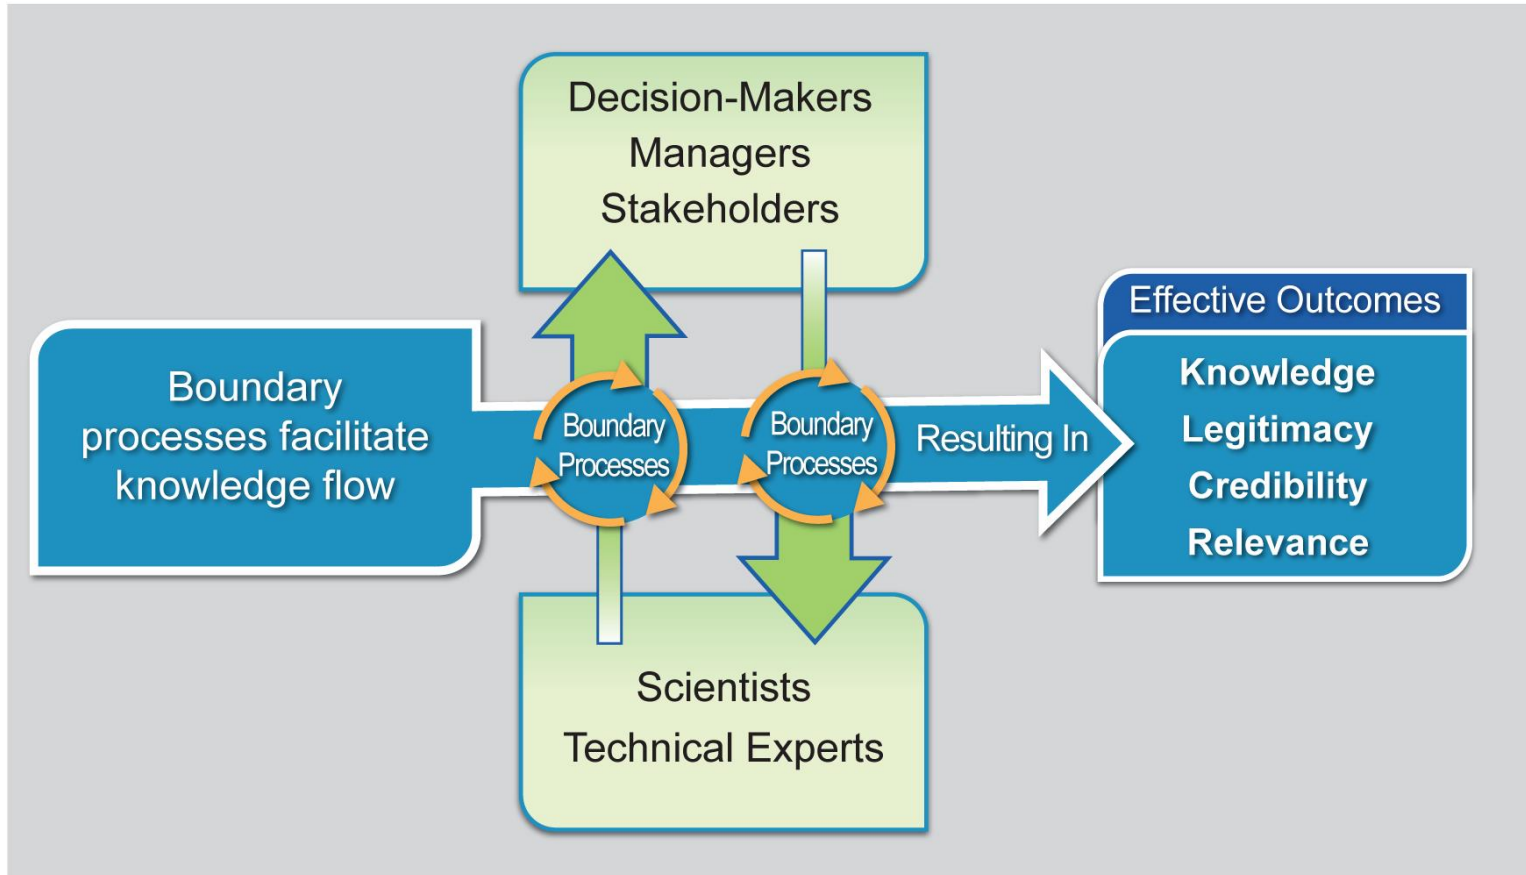 Decision-Makers
Managers
Stakeholders
Boundary
processes facilitate
knowledge flow
Boundary
Processes
Boundary
Processes
Resulting In
Effective Outcomes
Knowledge
Legitimacy
Credibility
Relevance
Scientists
Technical Experts